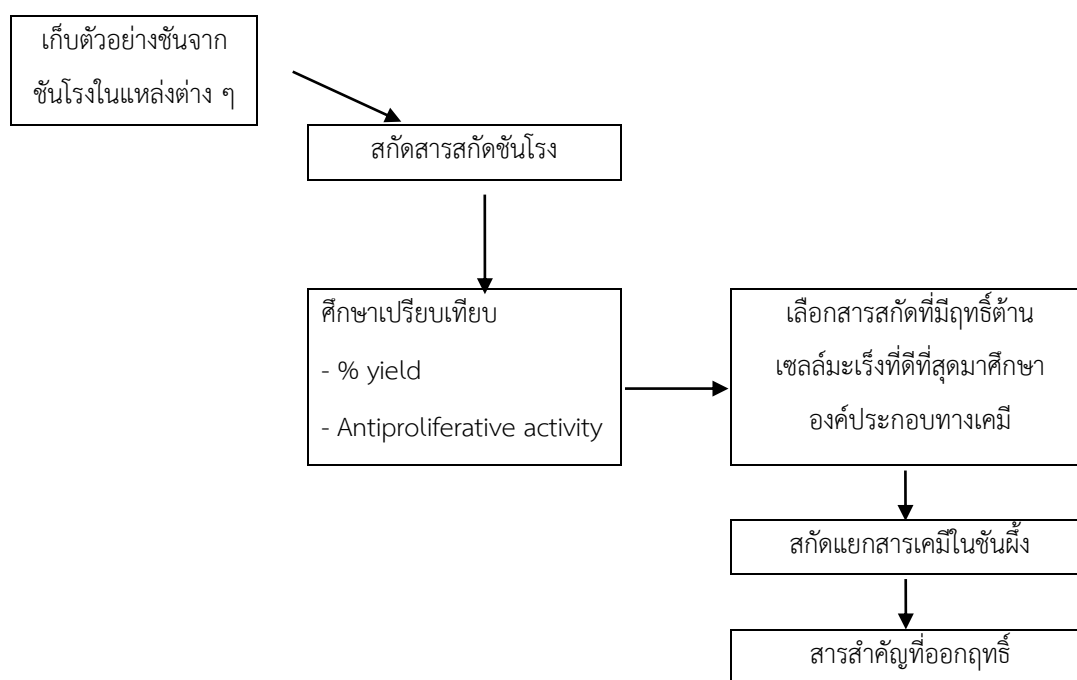 เก็บตัวอย่างชันจาก
ชันโรงในแหล่งต่าง ๆ
สกัดสารสกัดชันโรง
ศึกษาเปรียบเทียบ
- % yield
- Antiproliferative activity
เลือกสารสกัดที่มีฤทธิ์ต้าน
เซลล์มะเร็งที่ดีที่สุดมาศึกษา
องค์ประกอบทางเคมี
สกัดแยกสารเคมีในชันผึ้ง
สารสำคัญที่ออกฤทธิ์